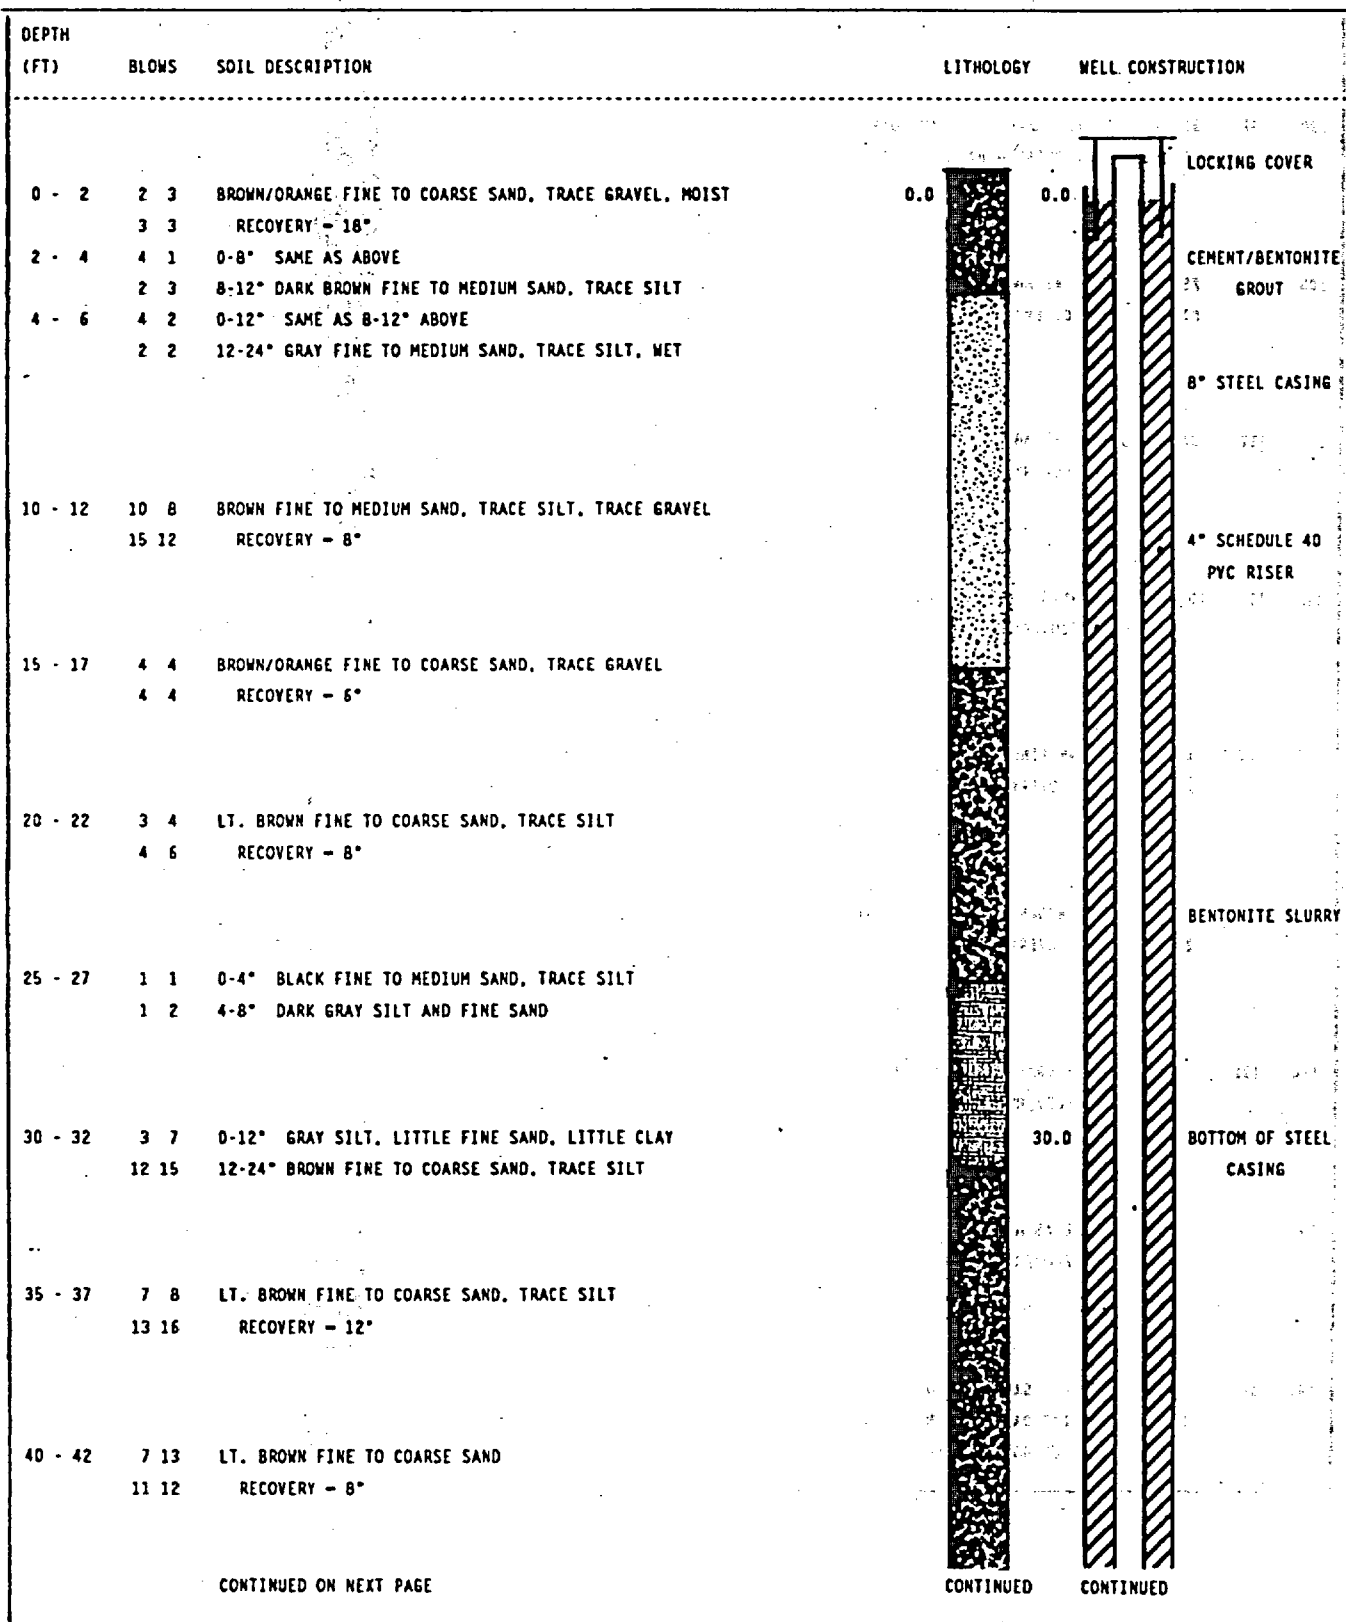 DEPTH
(FT) BLOWS SOIL DESCRIPTION LITHOLOGY WELL CONSTRUCTION
LOCKING COVER
0 - 2 2 3 BROWN/ORANGE FINE TO COARSE SAND, TRACE GRAVEL, MOIST 0.0 0.0
3 3 RECOVERY = 18"
2 - 4 4 1 0-8" SAME AS ABOVE CEMENT/BENTONITE
2 3 8-12" DARK BROWN FINE TO MEDIUM SAND, TRACE SILT GROUT
4 - 6 4 2 0-12" SAME AS 8-12" ABOVE
2 2 12-24" GRAY FINE TO MEDIUM SAND, TRACE SILT, WET
8" STEEL CASING
10 - 12 10 8 BROWN FINE TO MEDIUM SAND, TRACE SILT, TRACE GRAVEL
15 12 RECOVERY = 8" 4" SCHEDULE 40
PVC RISER
15 - 17 4 4 BROWN/ORANGE FINE TO COARSE SAND, TRACE GRAVEL
4 4 RECOVERY = 6"
20 - 22 3 4 LT. BROWN FINE TO COARSE SAND, TRACE SILT
4 6 RECOVERY = 8"
BENTONITE SLURRY
25 - 27 1 1 0-4" BLACK FINE TO MEDIUM SAND, TRACE SILT
1 2 4-8" DARK GRAY SILT AND FINE SAND
30 - 32 3 7 0-12" GRAY SILT, LITTLE FINE SAND, LITTLE CLAY 30.0 BOTTOM OF STEEL
12 15 12-24" BROWN FINE TO COARSE SAND, TRACE SILT CASING
35 - 37 7 8 LT. BROWN FINE TO COARSE SAND, TRACE SILT
13 16 RECOVERY = 12"
40 - 42 7 13 LT. BROWN FINE TO COARSE SAND
11 12 RECOVERY = 8"
CONTINUED ON NEXT PAGE CONTINUED CONTINUED